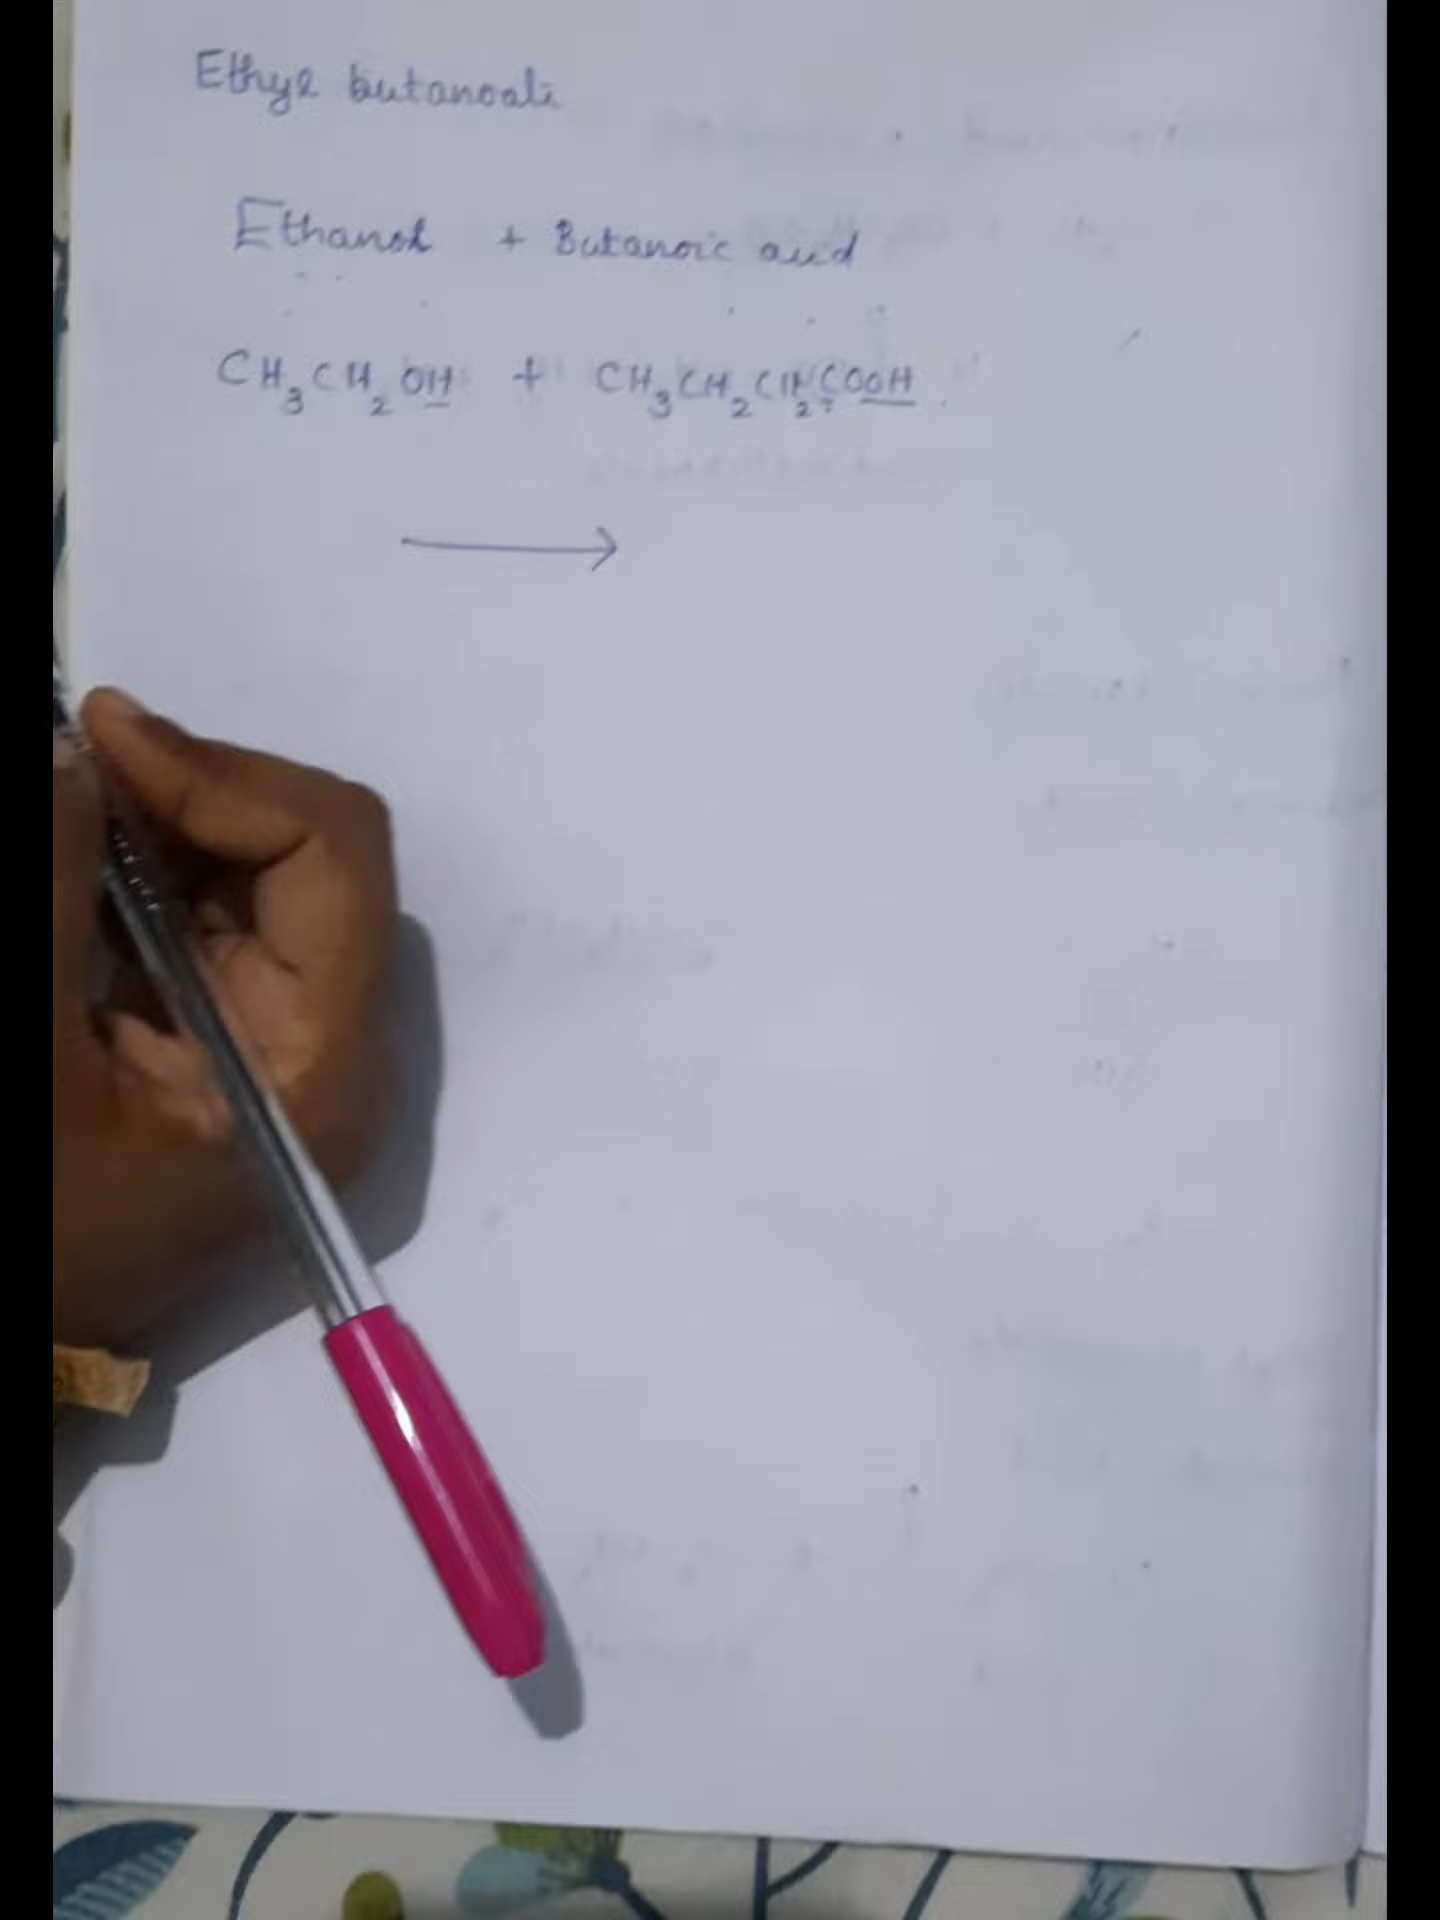 Ethyl butanoate
Ethanol + Butanoic acid
CH₃CH₂OH + CH₃CH₂CH₂COOH
→